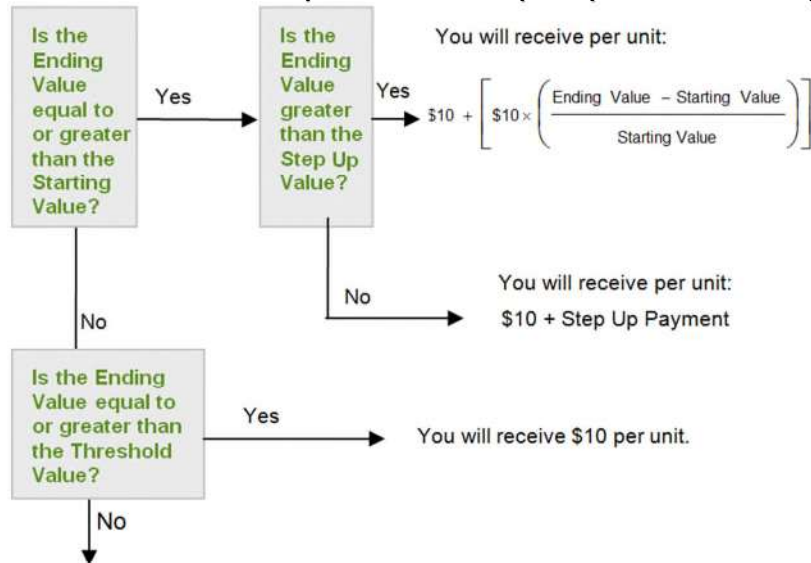 Is the
Ending
Value
equal to
or greater
than the
Starting
Value?
Yes
Is the
Ending
Value
greater
than the
Step Up
Value?
Yes
You will receive per unit:
$10 + [ $10 × ( Ending Value – Starting Value
Starting Value ) ]
No
You will receive per unit:
$10 + Step Up Payment
No
Is the Ending
Value equal to
or greater than
the Threshold
Value?
Yes
You will receive $10 per unit.
No